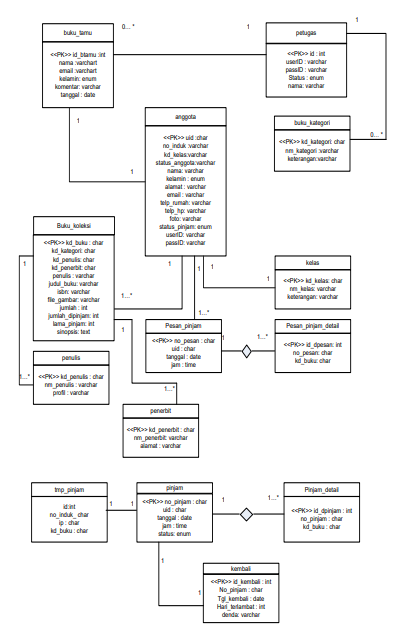 buku_tamu
<<PK>> id_btamu :int
nama :varchart
email :varchart
kelamin: enum
komentar: varchar
tanggal : date
0... *
1
petugas
<<PK>> id : int
userID : varchar
passID : varchar
Status : enum
nama: varchar
1
0...*
buku_kategori
<<PK>> kd_kategori: char
nm_kategori :varchar
keterangan:varchar
1
1
anggota
<<PK>> uid :char
no_induk :varchar
kd_kelas:varchar
status_anggota:varchar
nama: varchar
kelamin : enum
alamat : varchar
email : varchar
telp_rumah: varchar
telp_hp: varchar
foto: varchar
status_pinjam: enum
userID: varchar
passID: varchar
Buku_koleksi
<<PK>> kd_buku : char
kd_kategori: char
kd_penulis: char
kd_penerbit: char
penulis : varchar
judul_buku: varchar
isbn: varchar
file_gambar: varchar
jumlah : int
jumlah_dipinjam: int
lama_pinjam: int
sinopsis: text
1
1
1
1
1
1...*
1...*
1
kelas
<<PK>> kd_kelas: char
nm_kelas: varchar
keterangan: varchar
Pesan_pinjam
<<PK>> no_pesan : char
uid : char
tanggal : date
jam : time
1
1...*
Pesan_pinjam_detail
<<PK>> id_dpesan: int
no_pesan: char
kd_buku: char
penulis
<<PK>> kd_penulis : char
nm_penulis : varchar
profil : varchar
1...*
1...*
penerbit
<<PK>> kd_penerbit : char
nm_penerbit: varchar
alamat : varchar
tmp_pinjam
id:int
no_induk_:char
ip : char
kd_buku : char
1
1
pinjam
<<PK>> no_pinjam : char
uid : char
tanggal : date
jam : time
status: enum
1
1...*
Pinjam_detail
<<PK>> id_dpinjam : int
no_pinjam : char
kd_buku : char
1
1
kembali
<<PK>> id_kembali : int
No_pinjam : char
Tgl_kembali : date
Hari_terlambat : int
denda: varchar